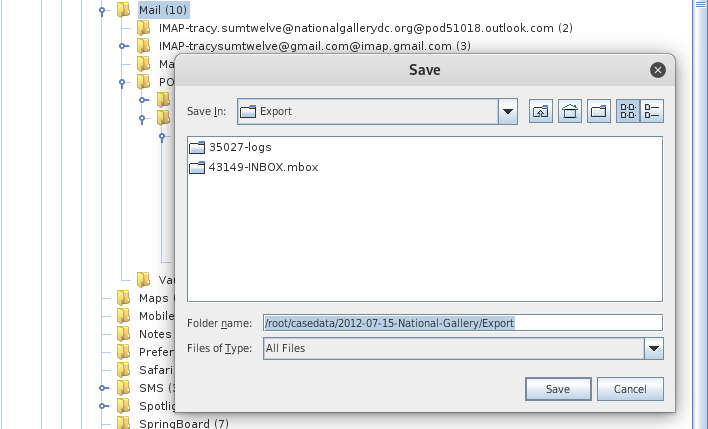 Mail (10)
IMAP-tracy.sumtwelve@nationalgallerydc.org@pod51018.outlook.com (2)
IMAP-tracysumtwelve@gmail.com@imap.gmail.com (3)
Ma
PO
Save
Save In:
Export
35027-logs
43149-INBOX.mbox
Folder name:
/root/casedata/2012-07-15-National-Gallery/Export
Files of Type:
All Files
Save
Cancel
Va
Maps (
Mobile
Notes
Prefer
Safari
SMS (
Spotlig
SpringBoard (7)